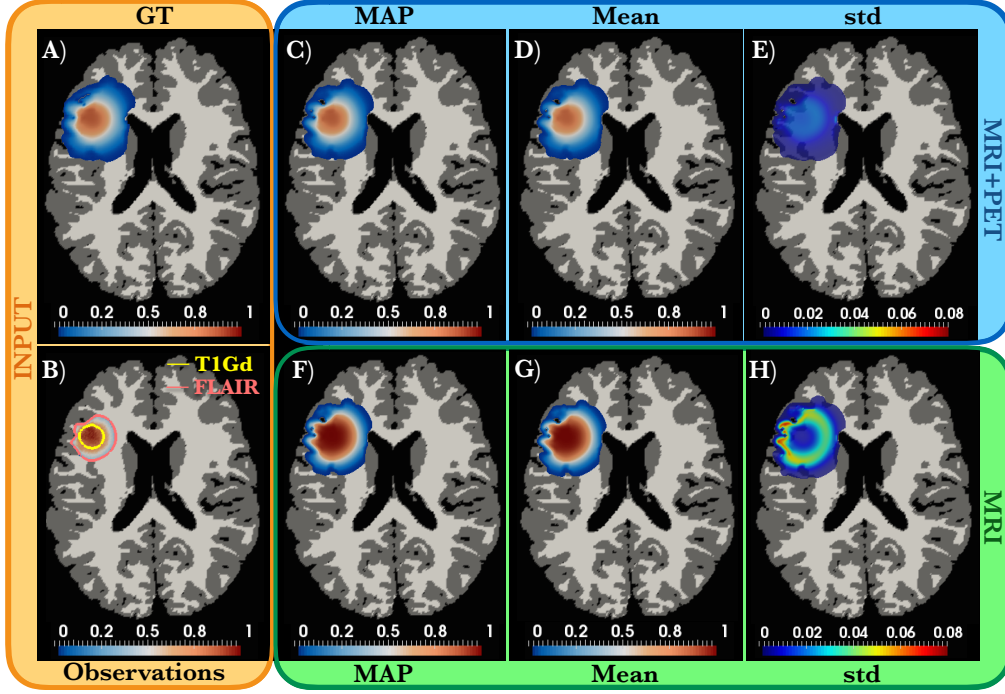 GT
MAP
Mean
std
A)
C)
D)
E)
INPUT
MRI+PET
0 0.2 0.5 0.8 1
0 0.2 0.5 0.8 1
0 0.2 0.5 0.8 1
0 0.02 0.04 0.06 0.08
B)
T1Gd
FLAIR
F)
G)
H)
MRI
0 0.2 0.5 0.8 1
0 0.2 0.5 0.8 1
0 0.2 0.5 0.8 1
0 0.02 0.04 0.06 0.08
Observations
MAP
Mean
std